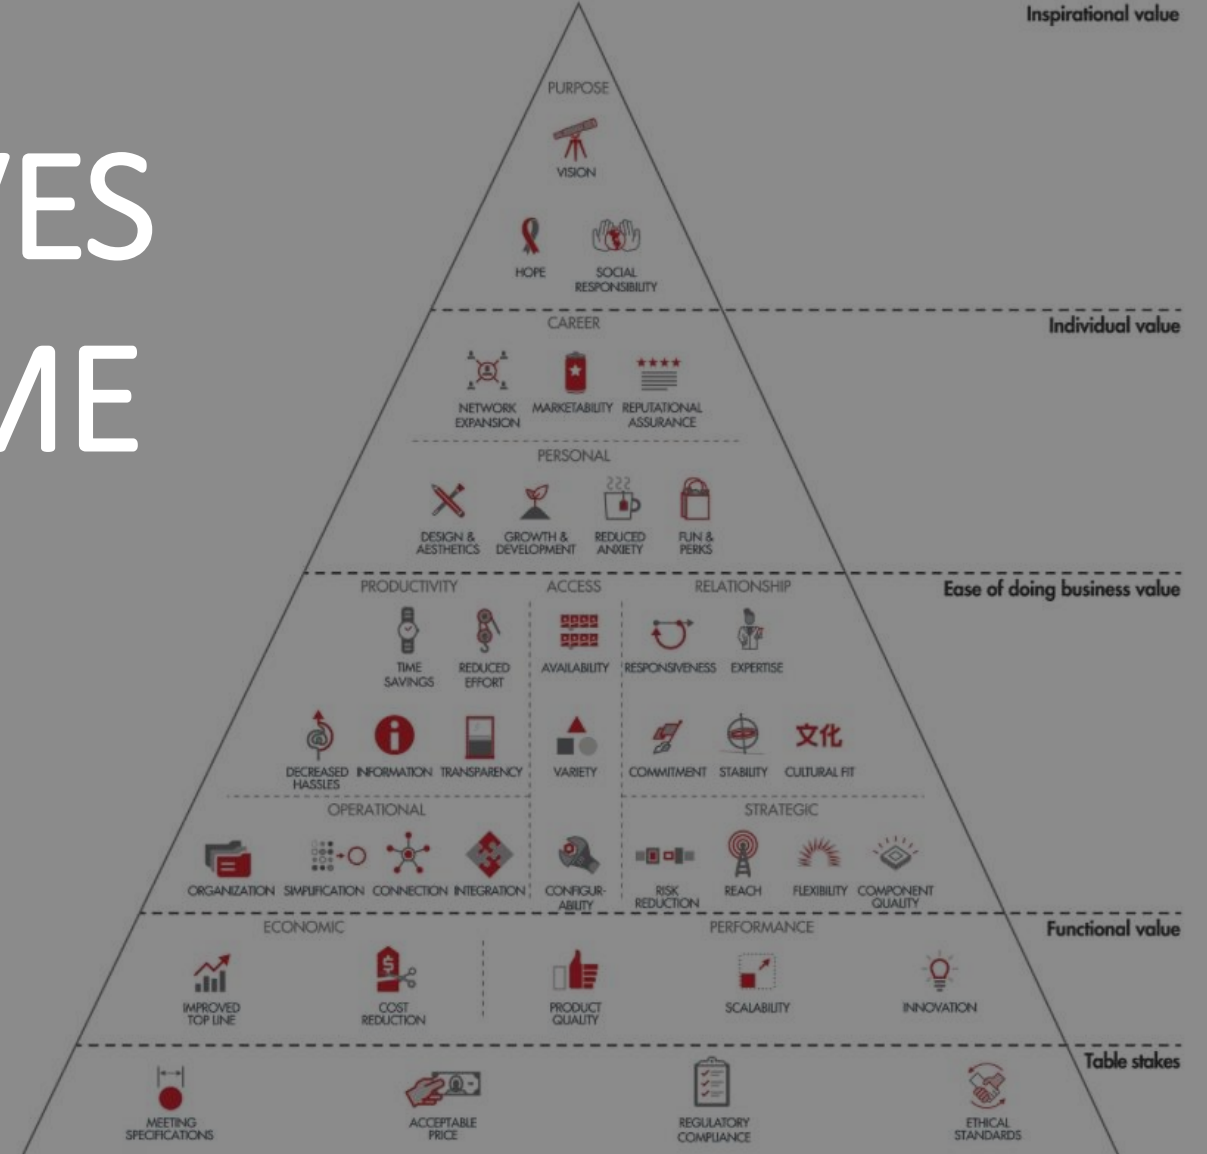 Inspirational value
PURPOSE
VISION
VES
HOPE
SOCIAL
RESPONSIBILITY
Individual value
CAREER
ME
NETWORK
EXPANSION
MARKETABILITY
REPUTATIONAL
ASSURANCE
PERSONAL
DESIGN &
AESTHETICS
GROWTH &
DEVELOPMENT
REDUCED
ANXIETY
FUN &
PERKS
Ease of doing business value
PRODUCTIVITY
ACCESS
RELATIONSHIP
TIME
SAVINGS
REDUCED
EFFORT
AVAILABILITY
RESPONSIVENESS
EXPERTISE
文化
DECREASED
HASSLES
INFORMATION
TRANSPARENCY
VARIETY
COMMITMENT
STABILITY
CULTURAL FIT
OPERATIONAL
STRATEGIC
ORGANIZATION
SIMPLIFICATION
CONNECTION
INTEGRATION
CONFIGUR-
ABILITY
RISK
REDUCTION
REACH
FLEXIBILITY
COMPONENT
QUALITY
Functional value
ECONOMIC
PERFORMANCE
$
IMPROVED
TOP LINE
COST
REDUCTION
PRODUCT
QUALITY
SCALABILITY
INNOVATION
Table stakes
MEETING
SPECIFICATIONS
ACCEPTABLE
PRICE
REGULATORY
COMPLIANCE
ETHICAL
STANDARDS